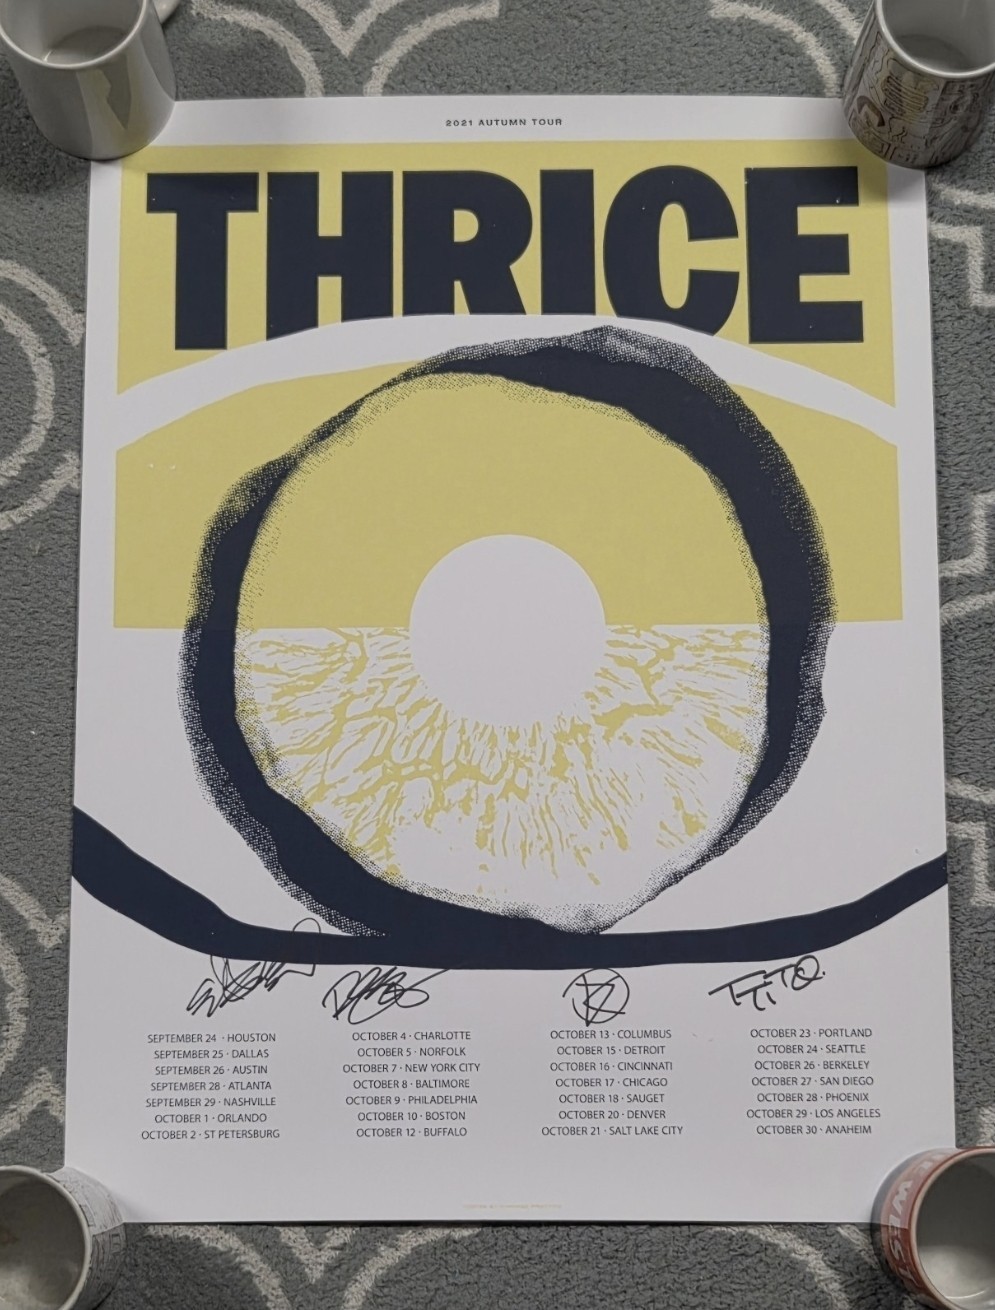 2021 AUTUMN TOUR
THRICE
SEPTEMBER 24 · HOUSTON
SEPTEMBER 25 · DALLAS
SEPTEMBER 26 · AUSTIN
SEPTEMBER 28 · ATLANTA
SEPTEMBER 29 · NASHVILLE
OCTOBER 1 · ORLANDO
OCTOBER 2 · ST PETERSBURG
OCTOBER 4 · CHARLOTTE
OCTOBER 5 · NORFOLK
OCTOBER 7 · NEW YORK CITY
OCTOBER 8 · BALTIMORE
OCTOBER 9 · PHILADELPHIA
OCTOBER 10 · BOSTON
OCTOBER 12 · BUFFALO
OCTOBER 13 · COLUMBUS
OCTOBER 15 · DETROIT
OCTOBER 16 · CINCINNATI
OCTOBER 17 · CHICAGO
OCTOBER 18 · SAUGET
OCTOBER 20 · DENVER
OCTOBER 21 · SALT LAKE CITY
OCTOBER 23 · PORTLAND
OCTOBER 24 · SEATTLE
OCTOBER 26 · BERKELEY
OCTOBER 27 · SAN DIEGO
OCTOBER 28 · PHOENIX
OCTOBER 29 · LOS ANGELES
OCTOBER 30 · ANAHEIM